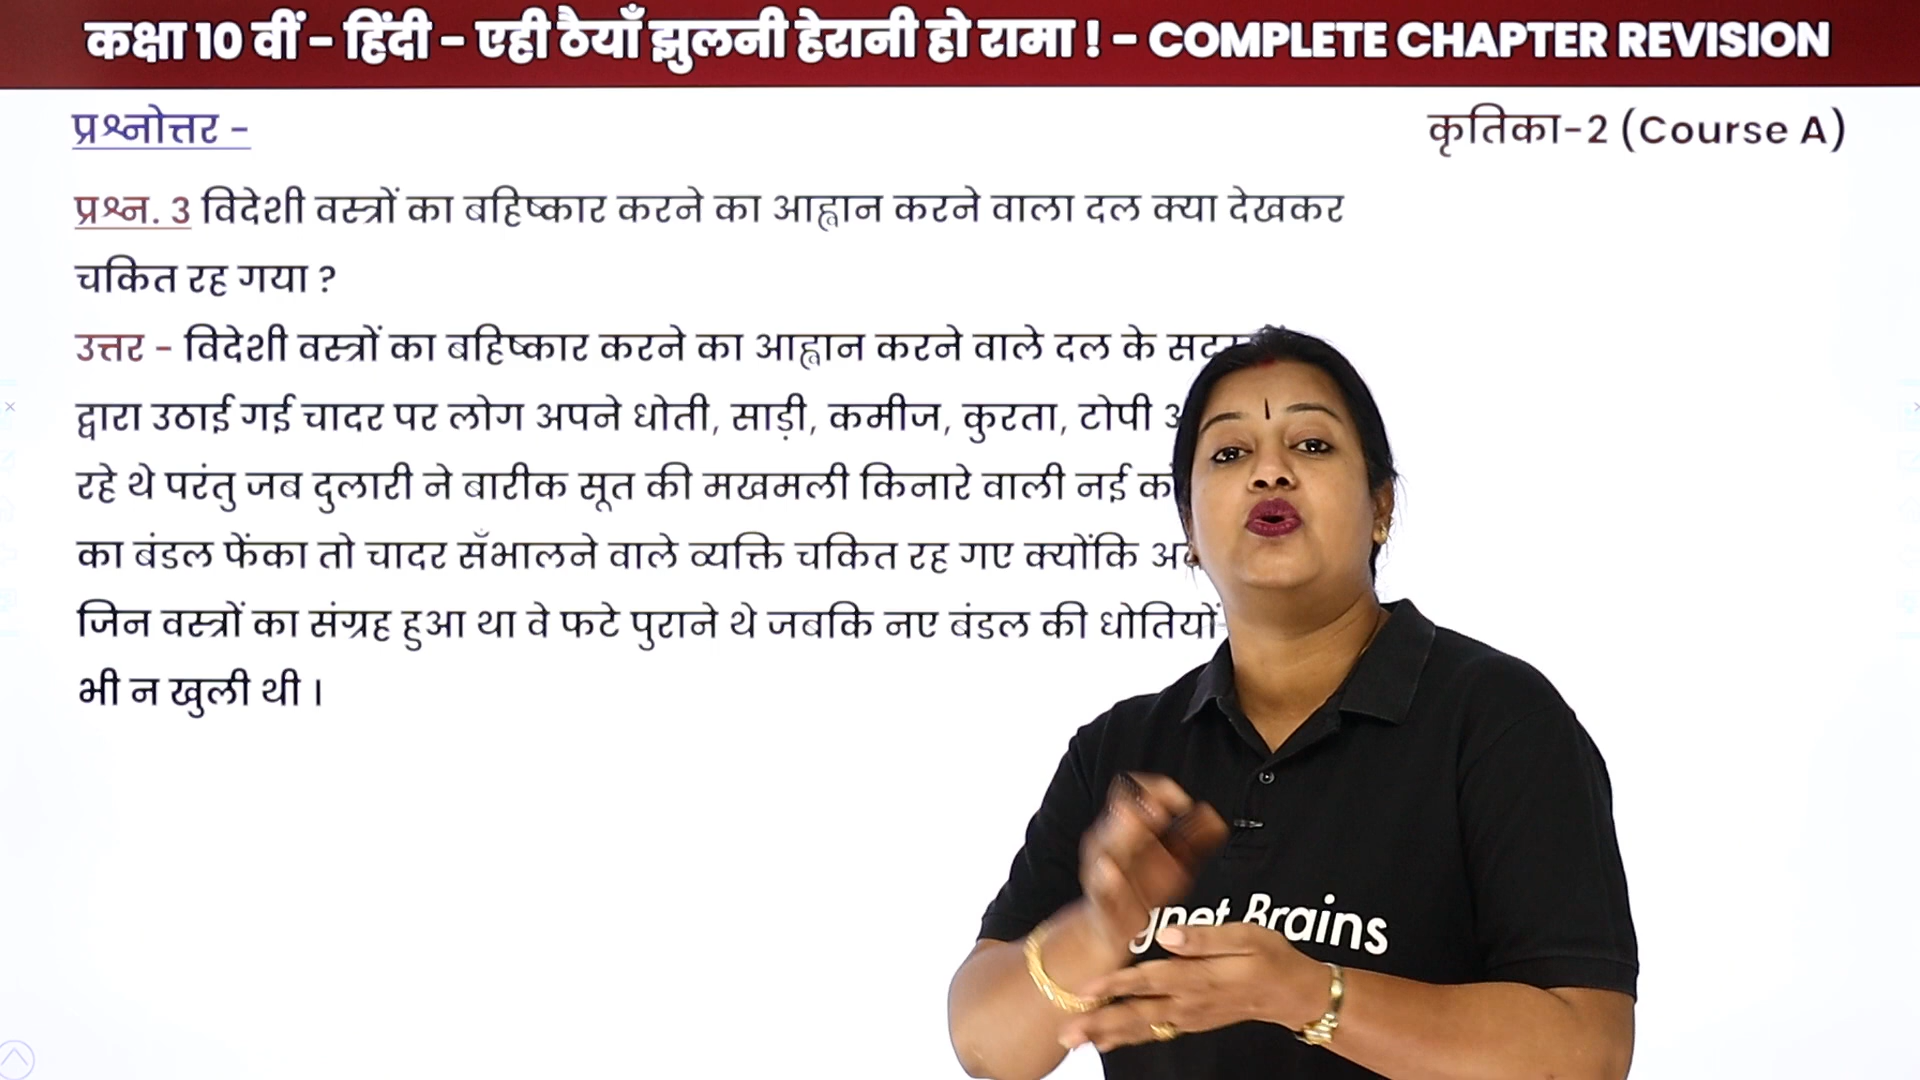 कक्षा 10 वीं - हिंदी - एही ठैयाँ झुलनी हेरानी हो रामा ! - COMPLETE CHAPTER REVISION
प्रश्नोत्तर -
कृतिका-2 (Course A)
प्रश्न. 3 विदेशी वस्त्रों का बहिष्कार करने का आह्वान करने वाला दल क्या देखकर
चकित रह गया ?
उत्तर - विदेशी वस्त्रों का बहिष्कार करने का आह्वान करने वाले दल के
द्वारा उठाई गई चादर पर लोग अपने धोती, साड़ी, कमीज, कुरता, टोपी
रहे थे परंतु जब दुलारी ने बारीक सूत की मखमली किनारे वाली नई
का बंडल फेंका तो चादर सँभालने वाले व्यक्ति चकित रह गए क्योंकि
जिन वस्त्रों का संग्रह हुआ था वे फटे पुराने थे जबकि नए बंडल की धोतियों
भी न खुली थी ।
Brains